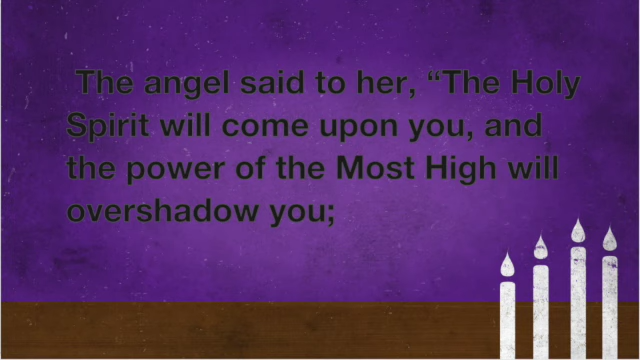 The angel said to her, “The Holy
Spirit will come upon you, and
the power of the Most High will
overshadow you;